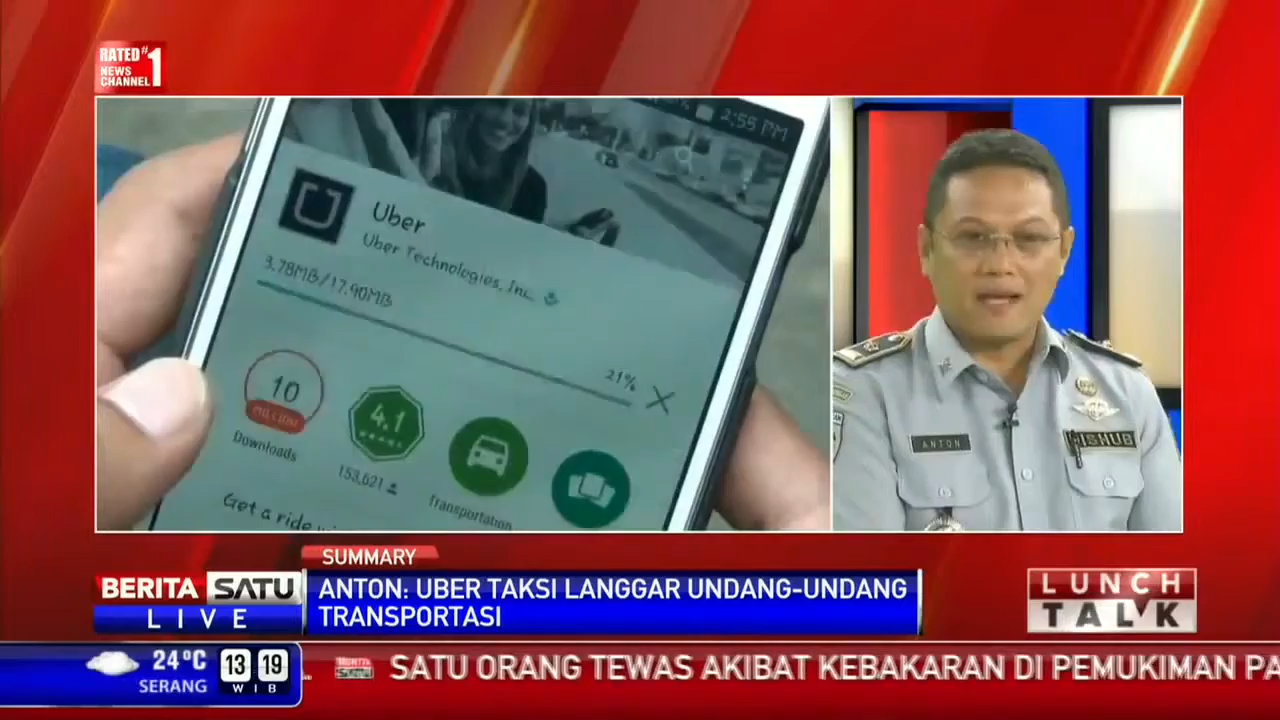 RATED #1
NEWS
CHANNEL
2:55 PM
Uber
Uber Technologies, Inc.
3.78MB/17.90MB
21%
10
MILLION
Downloads
4.1
153,621
Transportation
Get a ride
ANTON
ISHUB
SUMMARY
BERITA SATU
LIVE
ANTON: UBER TAKSI LANGGAR UNDANG-UNDANG
TRANSPORTASI
LUNCH
TALK
24°C
SERANG
13 19
WIB
SATU ORANG TEWAS AKIBAT KEBAKARAN DI PEMUKIMAN PA